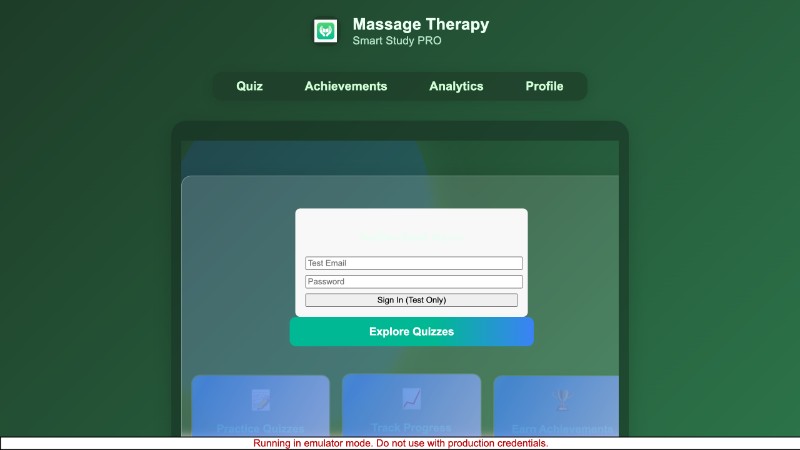 Massage Therapy
Smart Study PRO
Quiz Achievements Analytics Profile
Test Email
Password
Sign In (Test Only)
Explore Quizzes
Practice Quizzes Track Progress Earn Achievements
Running in emulator mode. Do not use with production credentials.